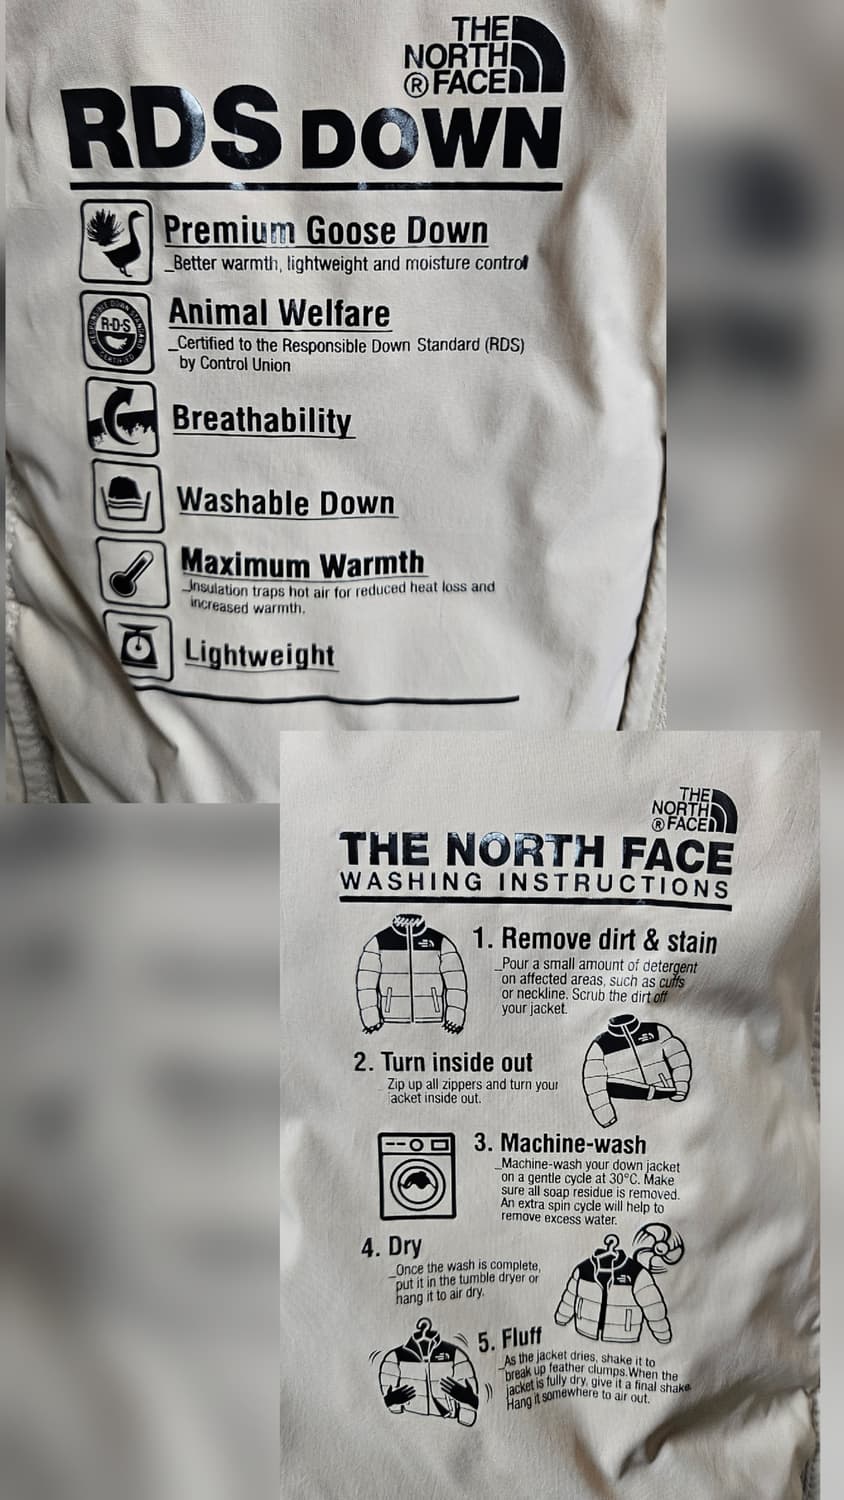 THE
NORTH
® FACE
RDS DOWN
Premium Goose Down
_Better warmth, lightweight and moisture control
RESPONSIBLE DOWN STANDARD
R·D·S
CERTIFIED
Animal Welfare
_Certified to the Responsible Down Standard (RDS)
by Control Union
Breathability
Washable Down
Maximum Warmth
_Insulation traps hot air for reduced heat loss and
increased warmth.
Lightweight
THE
NORTH
® FACE
THE NORTH FACE
WASHING INSTRUCTIONS
1. Remove dirt & stain
_Pour a small amount of detergent
on affected areas, such as cuffs
or neckline. Scrub the dirt off
your jacket.
2. Turn inside out
Zip up all zippers and turn your
jacket inside out.
3. Machine-wash
_Machine-wash your down jacket
on a gentle cycle at 30°C. Make
sure all soap residue is removed.
An extra spin cycle will help to
remove excess water.
4. Dry
_Once the wash is complete,
put it in the tumble dryer or
hang it to air dry.
5. Fluff
_As the jacket dries, shake it to
break up feather clumps.When the
jacket is fully dry, give it a final shake.
Hang it somewhere to air out.